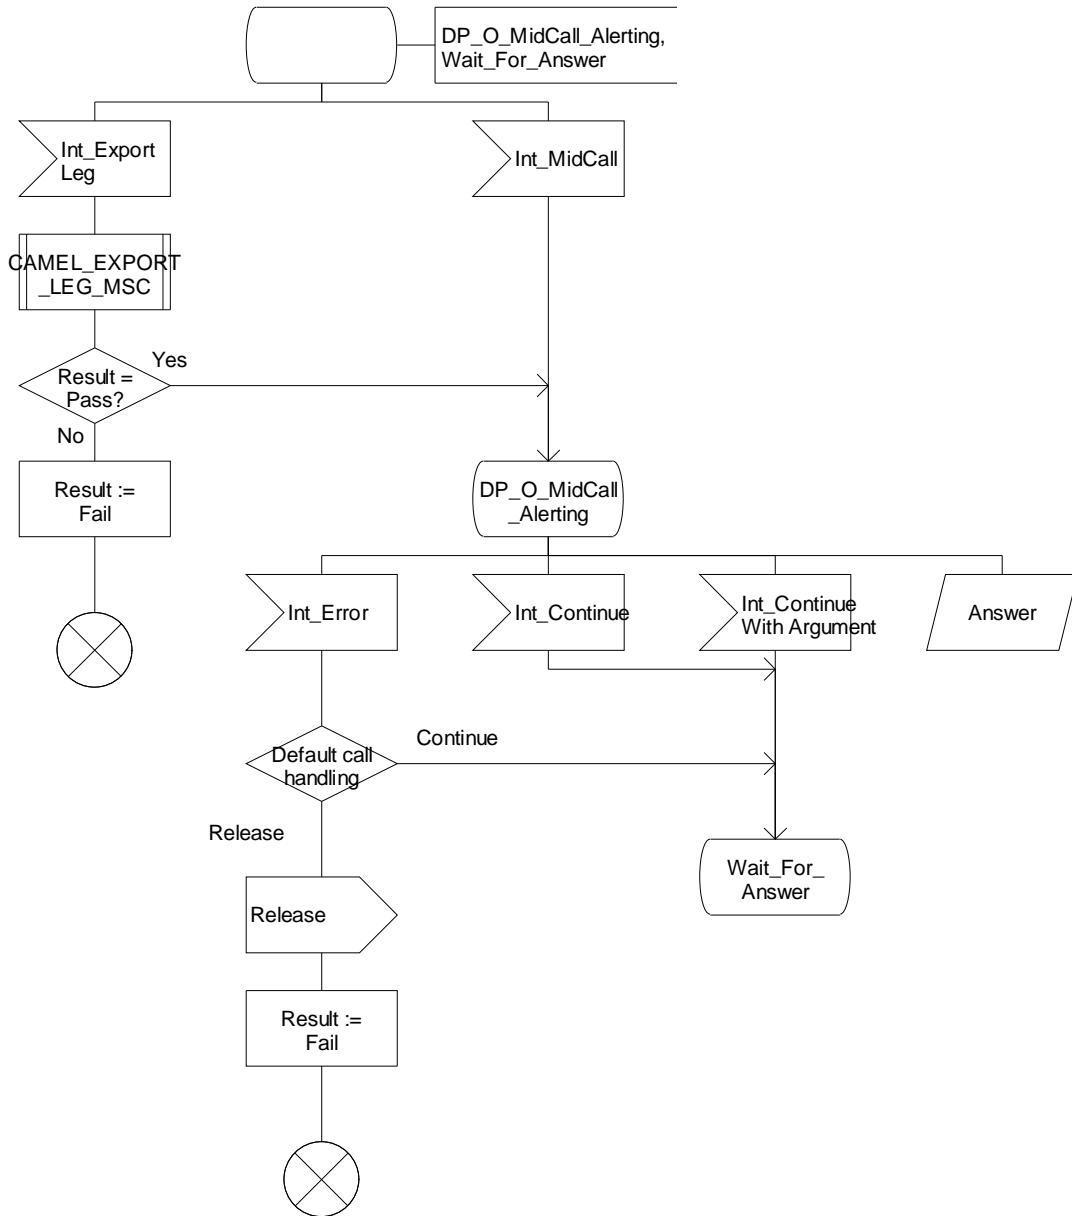 DP_O_MidCall_Alerting,
Wait_For_Answer
Int_Export
Leg
Int_MidCall
CAMEL_EXPORT
_LEG_MSC
Yes
Result =
Pass?
No
Result :=
Fail
DP_O_MidCall
_Alerting
Int_Error
Int_Continue
Int_Continue
With Argument
Answer
Default call
handling
Continue
Release
Wait_For_
Answer
Release
Result :=
Fail